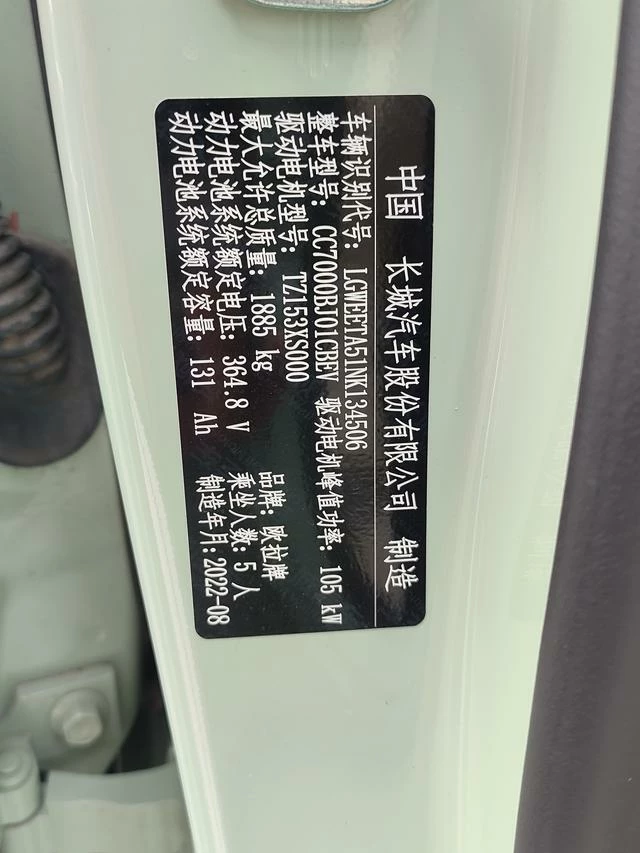 中国 长城汽车股份有限公司 制造
车辆识别代号: LGWEETA51NK134506
整车型号: CC7000BJ01CBEV 驱动电机峰值功率: 105 kW
驱动电机型号: TZ153XS000 品牌: 欧拉牌
最大允许总质量: 1885 kg 乘坐人数: 5 人
动力电池系统额定电压: 364.8 V 制造年月: 2022-08
动力电池系统额定容量: 131 Ah